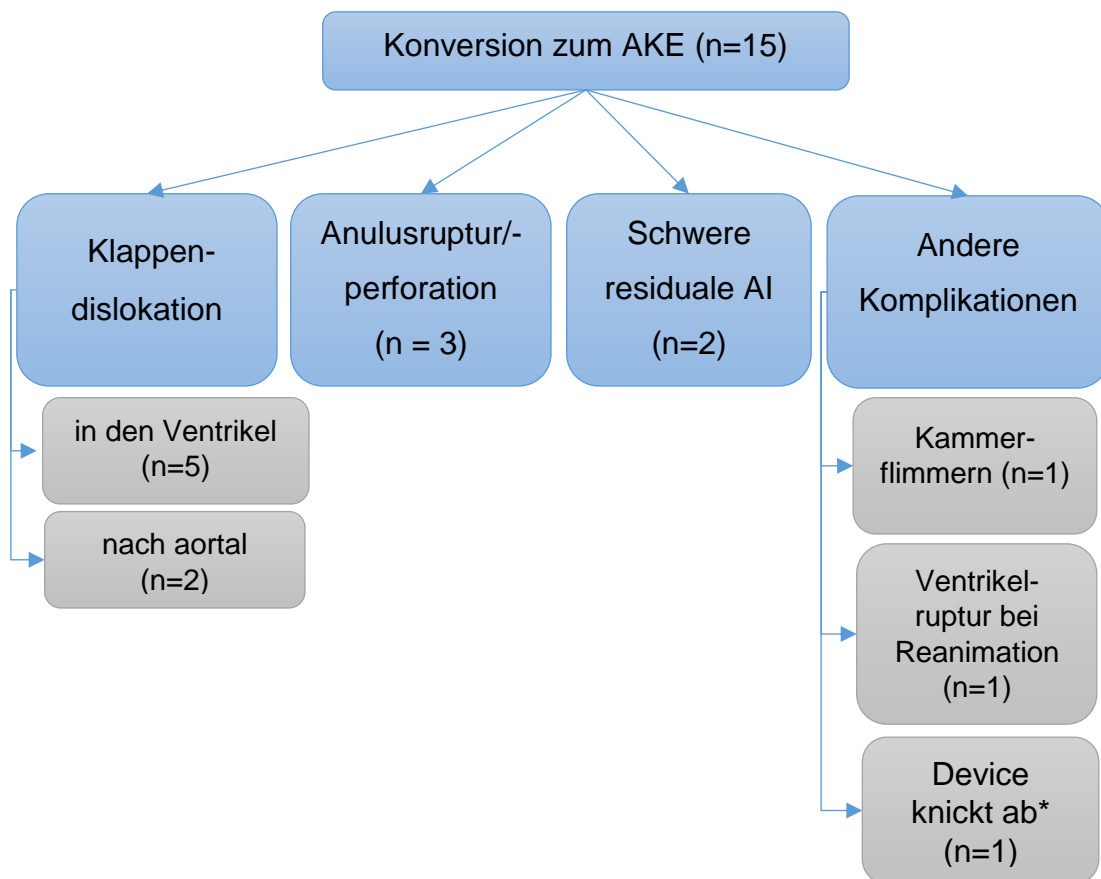 Konversion zum AKE (n=15)
Klappen-
dislokation
Anulusruptur/-
perforation
(n = 3)
Schwere
residuale AI
(n=2)
Andere
Komplikationen
in den Ventrikel
(n=5)
nach aortal
(n=2)
Kammer-
flimmern (n=1)
Ventrikel-
ruptur bei
Reanimation
(n=1)
Device
knickt ab*
(n=1)